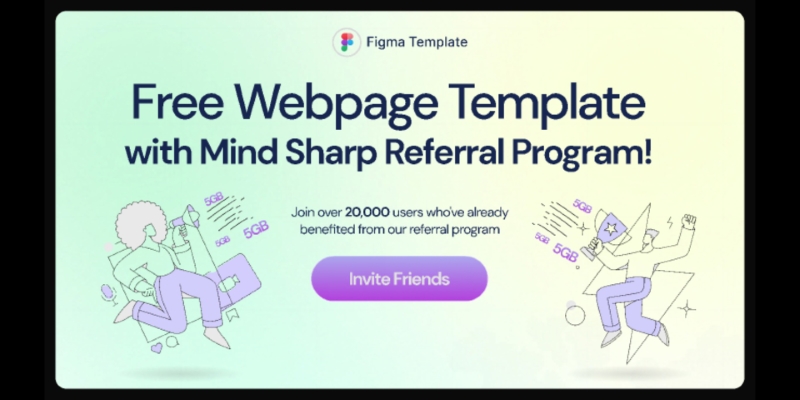 Figma Template
Free Webpage Template
with Mind Sharp Referral Program!
Join over 20,000 users who've already
benefited from our referral program
Invite Friends
5GB
5GB
5GB
5GB
5GB
5GB